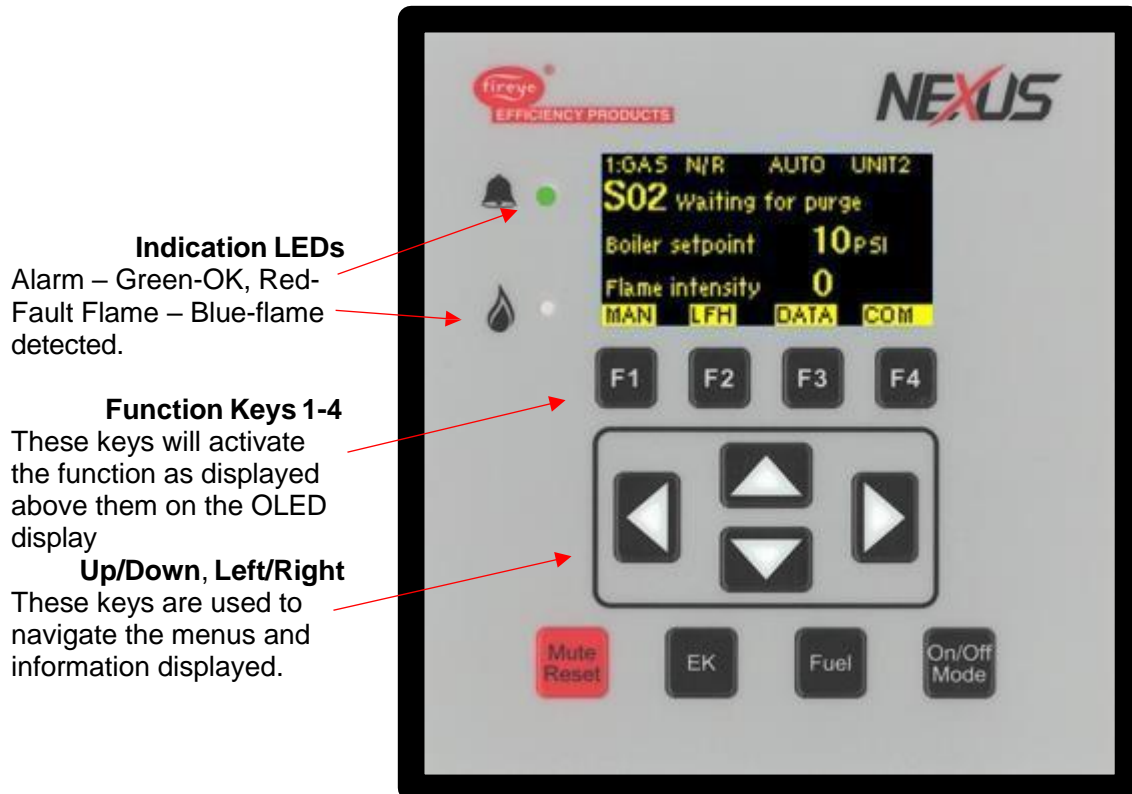 fireye®
EFFICIENCY PRODUCTS
NEXUS
1:GAS N/R AUTO UNIT2
S02 Waiting for purge
Boiler setpoint 10PSI
Flame intensity 0
MAN LFH DATA COM
Indication LEDs
Alarm – Green-OK, Red-
Fault Flame – Blue-flame
detected.
F1 F2 F3 F4
Function Keys 1-4
These keys will activate
the function as displayed
above them on the OLED
display
Up/Down, Left/Right
These keys are used to
navigate the menus and
information displayed.
Mute
Reset
EK
Fuel
On/Off
Mode